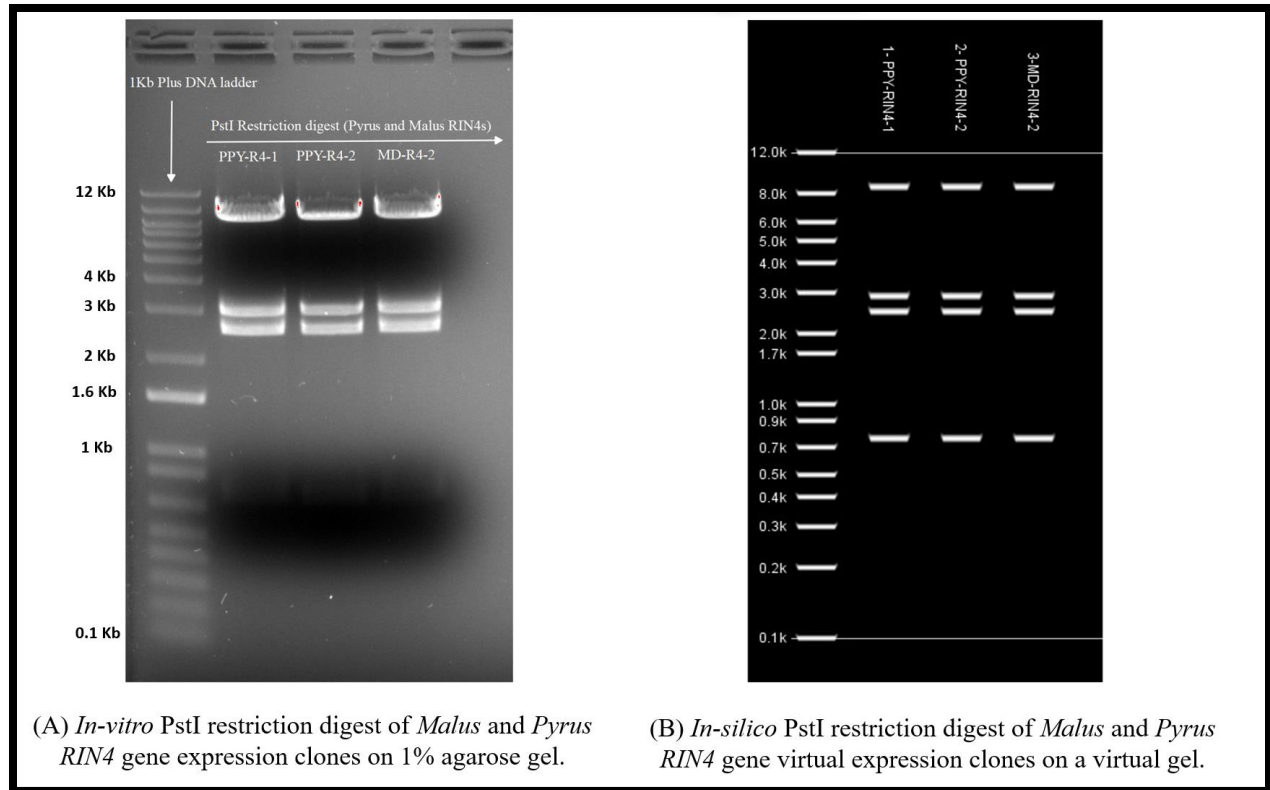 1Kb Plus DNA ladder
PstI Restriction digest (Pyrus and Malus RIN4s)
PPY-R4-1 PPY-R4-2 MD-R4-2
12 Kb
4 Kb
3 Kb
2 Kb
1.6 Kb
1 Kb
0.1 Kb
(A) In-vitro PstI restriction digest of Malus and Pyrus
RIN4 gene expression clones on 1% agarose gel.
1- PPY-RIN4-1
2- PPY-RIN4-2
3-MD-RIN4-2
12.0k
8.0k
6.0k
5.0k
4.0k
3.0k
2.0k
1.7k
1.0k
0.9k
0.7k
0.5k
0.4k
0.3k
0.2k
0.1k
(B) In-silico PstI restriction digest of Malus and Pyrus
RIN4 gene virtual expression clones on a virtual gel.